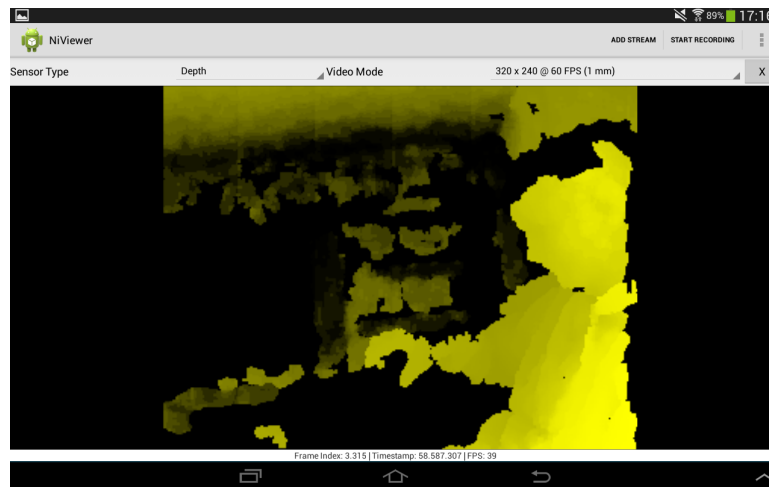 89% 17:16
NiViewer ADD STREAM START RECORDING
Sensor Type Depth Video Mode 320 x 240 @ 60 FPS (1 mm) X
Frame Index: 3.315 | Timestamp: 58.587.307 | FPS: 39